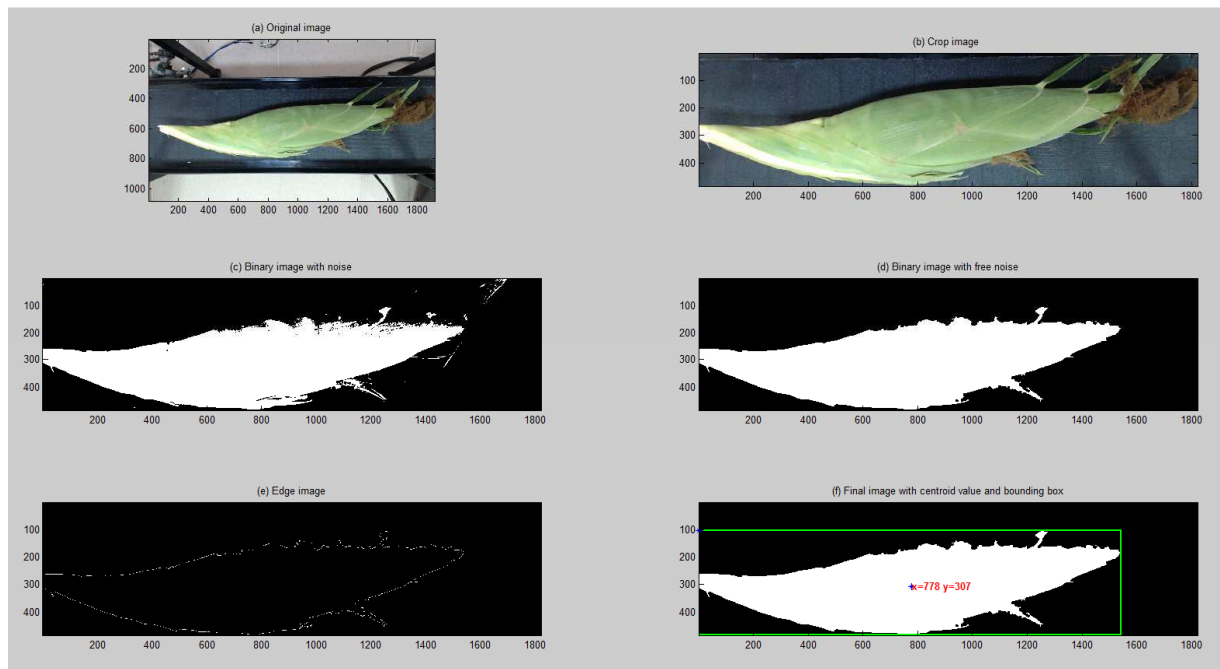 (a) Original image
200
400
600
800
1000
200 400 600 800 1000 1200 1400 1600 1800
(b) Crop image
100
200
300
400
200 400 600 800 1000 1200 1400 1600 1800
(c) Binary image with noise
100
200
300
400
200 400 600 800 1000 1200 1400 1600 1800
(d) Binary image with free noise
100
200
300
400
200 400 600 800 1000 1200 1400 1600 1800
(e) Edge image
100
200
300
400
200 400 600 800 1000 1200 1400 1600 1800
(f) Final image with centroid value and bounding box
100
200
300
400
x=778 y=307
200 400 600 800 1000 1200 1400 1600 1800